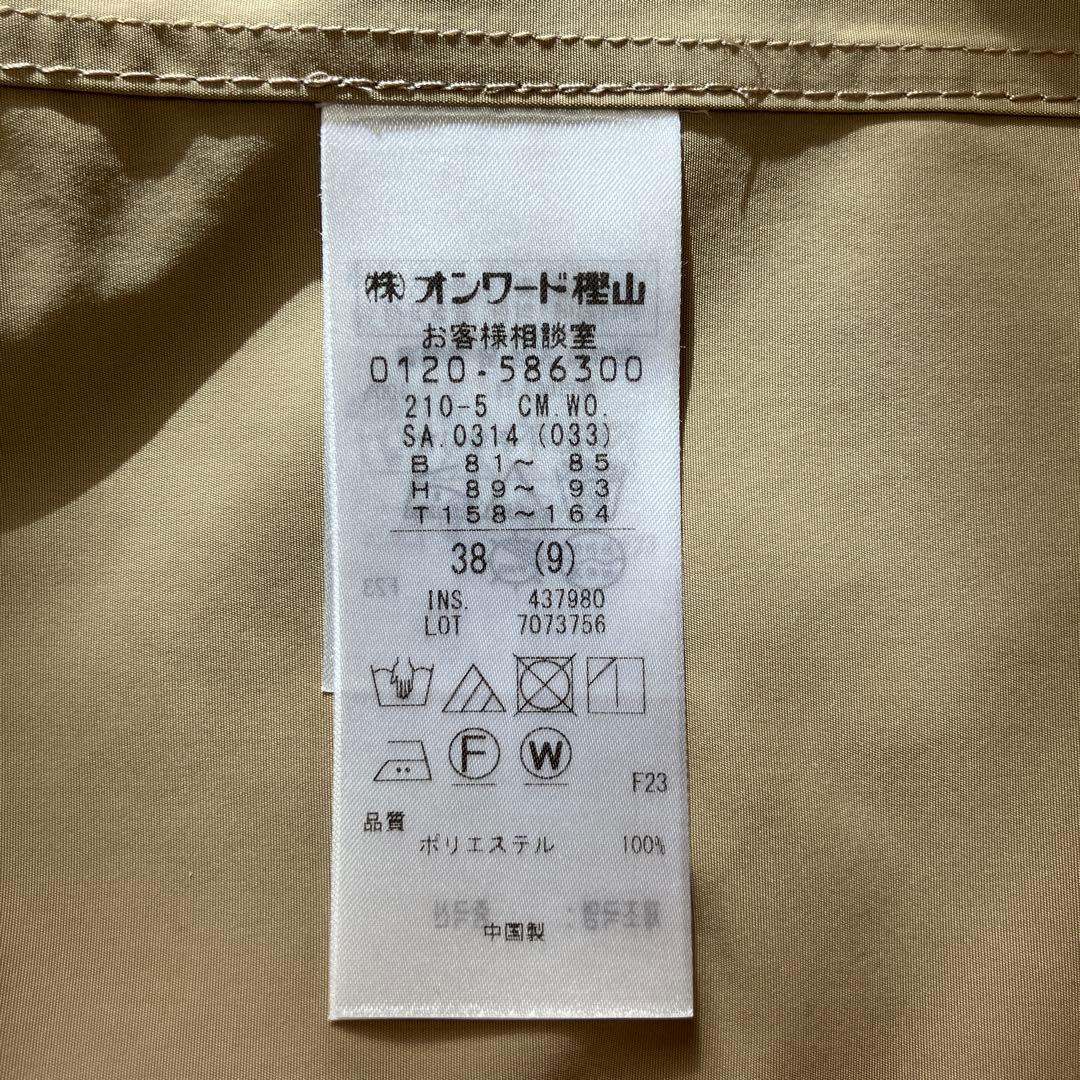 (株)オンワード樫山
お客様相談室
0120-586300
210-5 CM.WO.
SA.0314 (033)
B 81〜 85
H 89〜 93
T158〜164
38 (9)
INS. 437980
LOT 7073756
F W
F23
品質
ポリエステル 100%
中国製